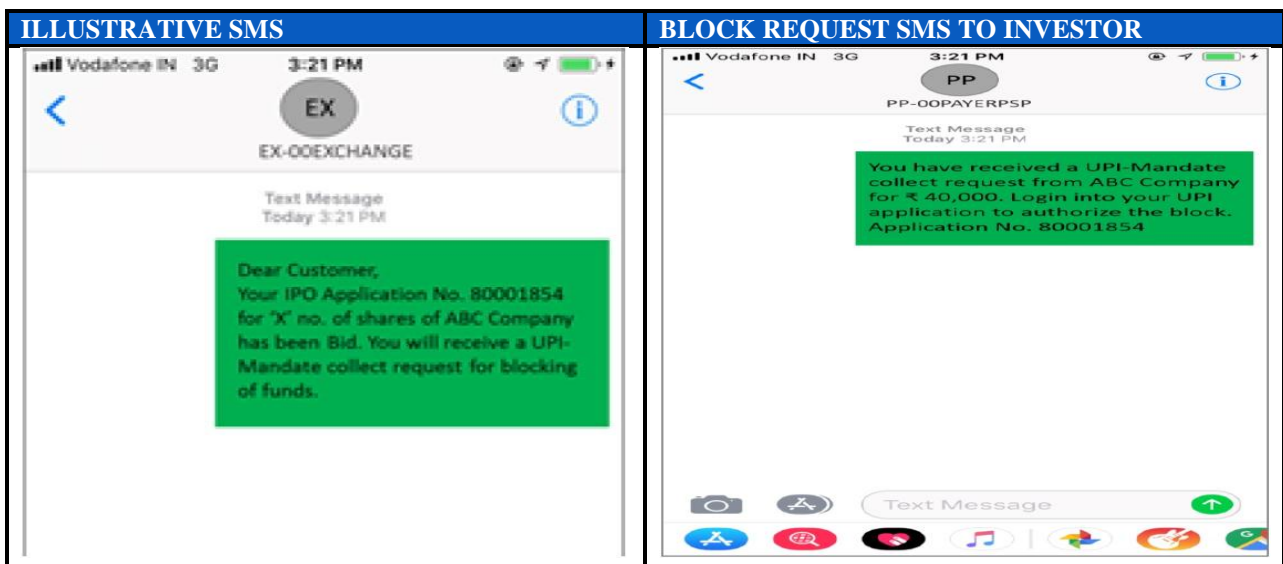 ILLUSTRATIVE SMS
Vodafone IN 3G 3:21 PM
EX
EX-00EXCHANGE
Text Message
Today 3:21 PM
Dear Customer,
Your IPO Application No. 80001854
for 'X' no. of shares of ABC Company
has been Bid. You will receive a UPI-
Mandate collect request for blocking
of funds.
BLOCK REQUEST SMS TO INVESTOR
Vodafone IN 3G 3:21 PM
PP
PP-00PAYERPSP
Text Message
Today 3:21 PM
You have received a UPI-Mandate
collect request from ABC Company
for ₹ 40,000. Login into your UPI
application to authorize the block.
Application No. 80001854
Text Message